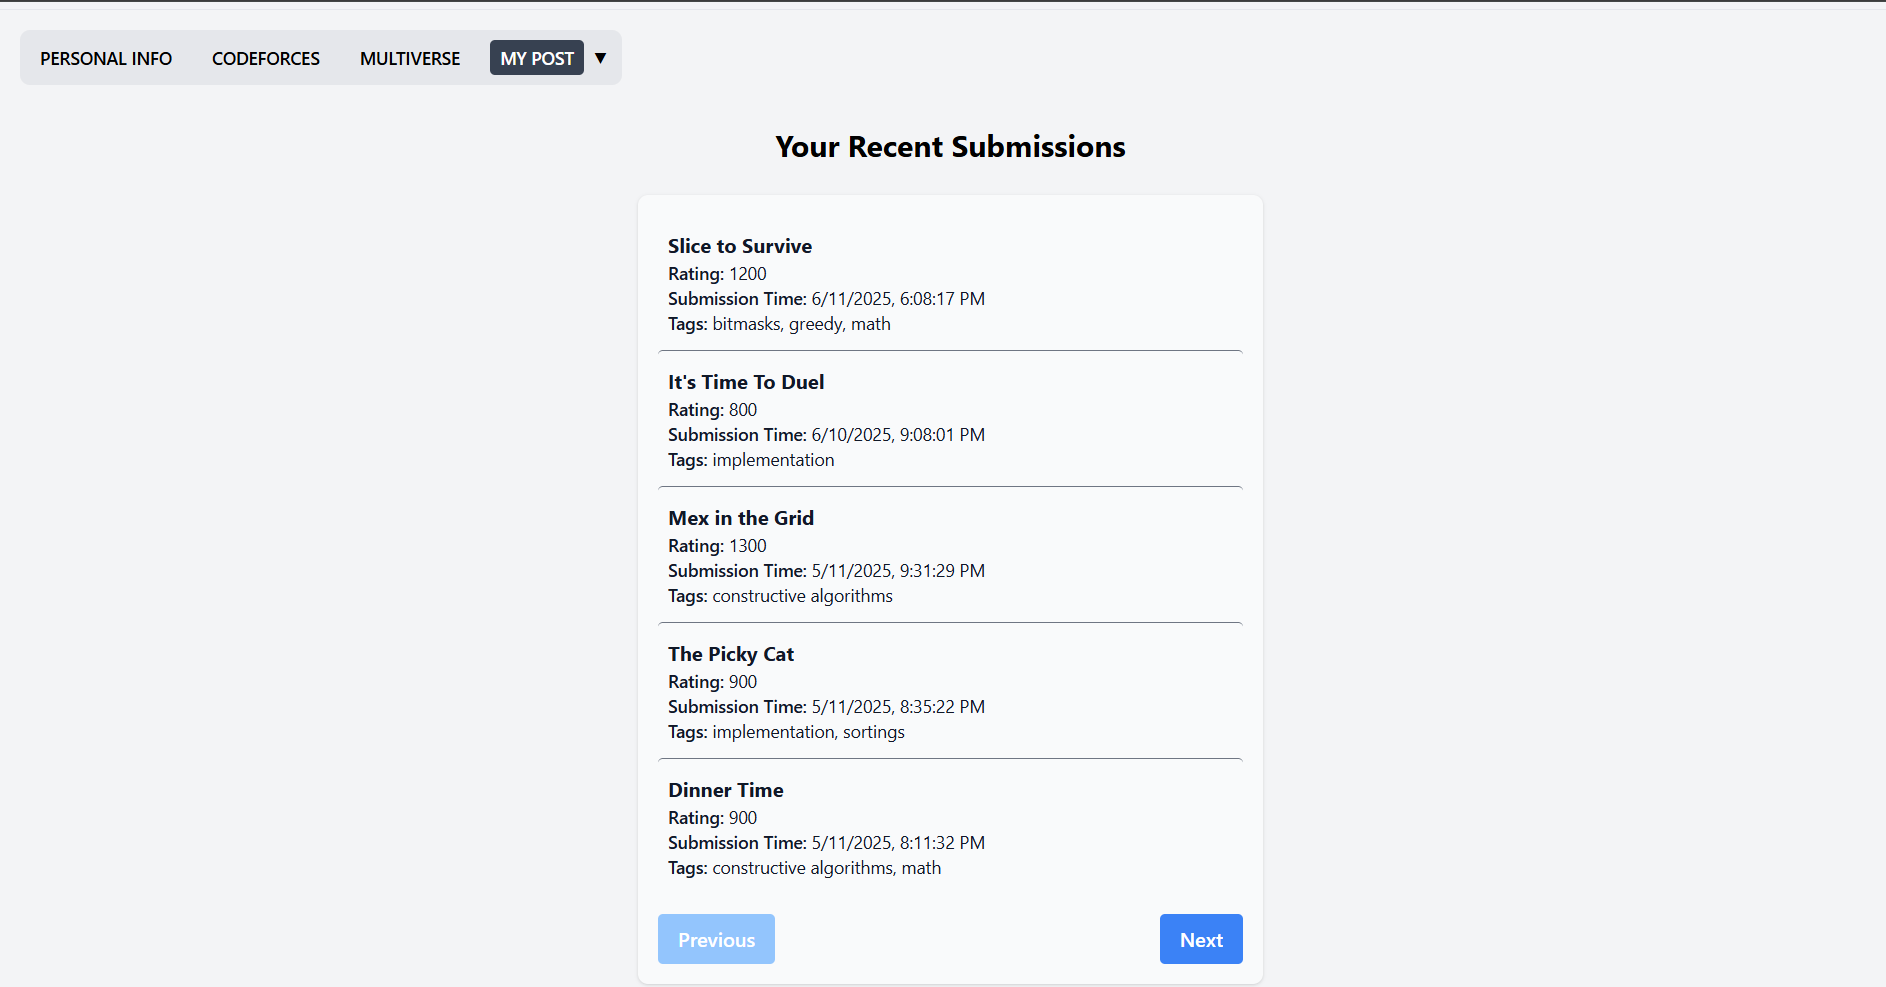 PERSONAL INFO CODEFORCES MULTIVERSE MY POST ▼
Your Recent Submissions
Slice to Survive
Rating: 1200
Submission Time: 6/11/2025, 6:08:17 PM
Tags: bitmasks, greedy, math
It's Time To Duel
Rating: 800
Submission Time: 6/10/2025, 9:08:01 PM
Tags: implementation
Mex in the Grid
Rating: 1300
Submission Time: 5/11/2025, 9:31:29 PM
Tags: constructive algorithms
The Picky Cat
Rating: 900
Submission Time: 5/11/2025, 8:35:22 PM
Tags: implementation, sortings
Dinner Time
Rating: 900
Submission Time: 5/11/2025, 8:11:32 PM
Tags: constructive algorithms, math
Previous Next